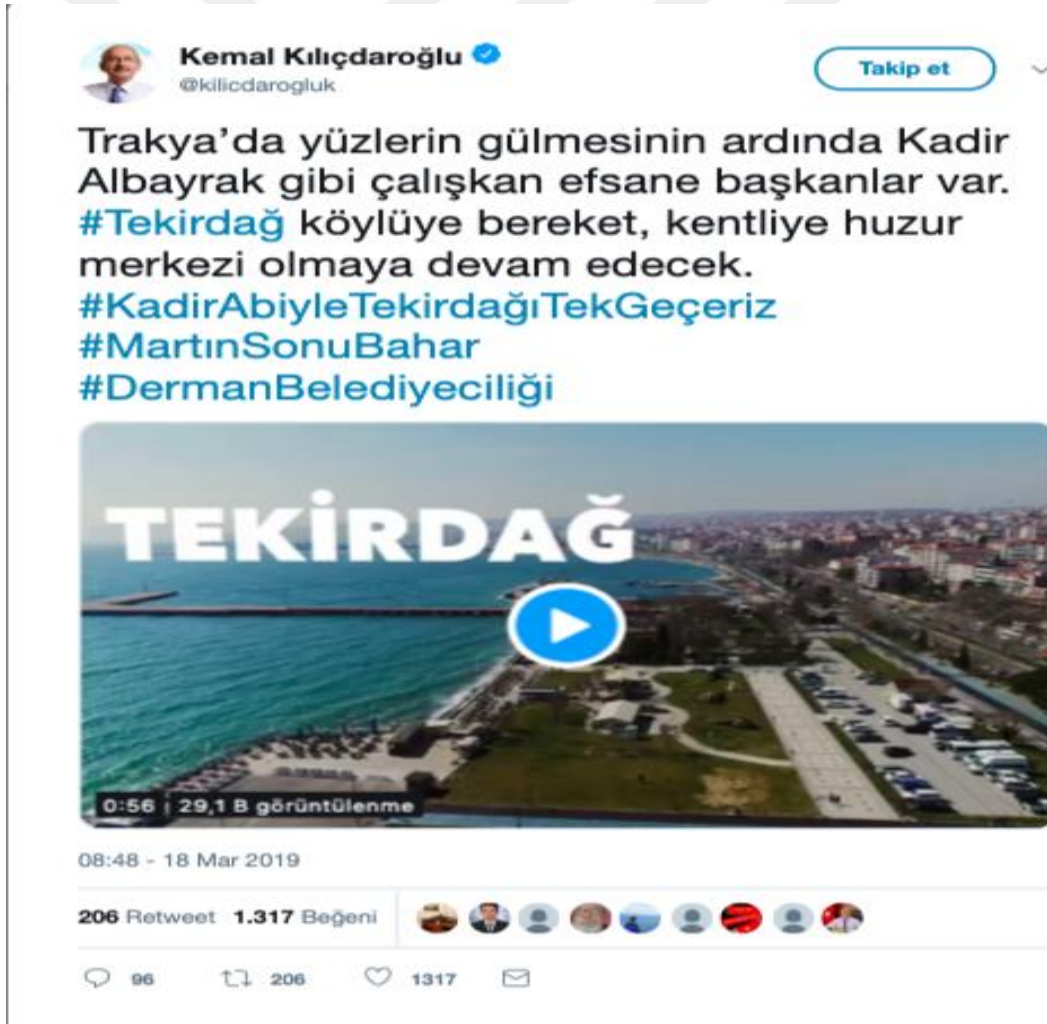 Kemal Kılıçdaroğlu
@kilicdarogluk
Takip et
Trakya'da yüzlerin gülmesinin ardında Kadir
Albayrak gibi çalışkan efsane başkanlar var.
#Tekirdağ köylüye bereket, kentliye huzur
merkezi olmaya devam edecek.
#KadirAbiyleTekirdağıTekGeçeriz
#MartınSonuBahar
#DermanBelediyeciliği
TEKİRDAĞ
0:56 29,1 B görüntülenme
08:48 - 18 Mar 2019
206 Retweet 1.317 Beğeni
96 206 1317